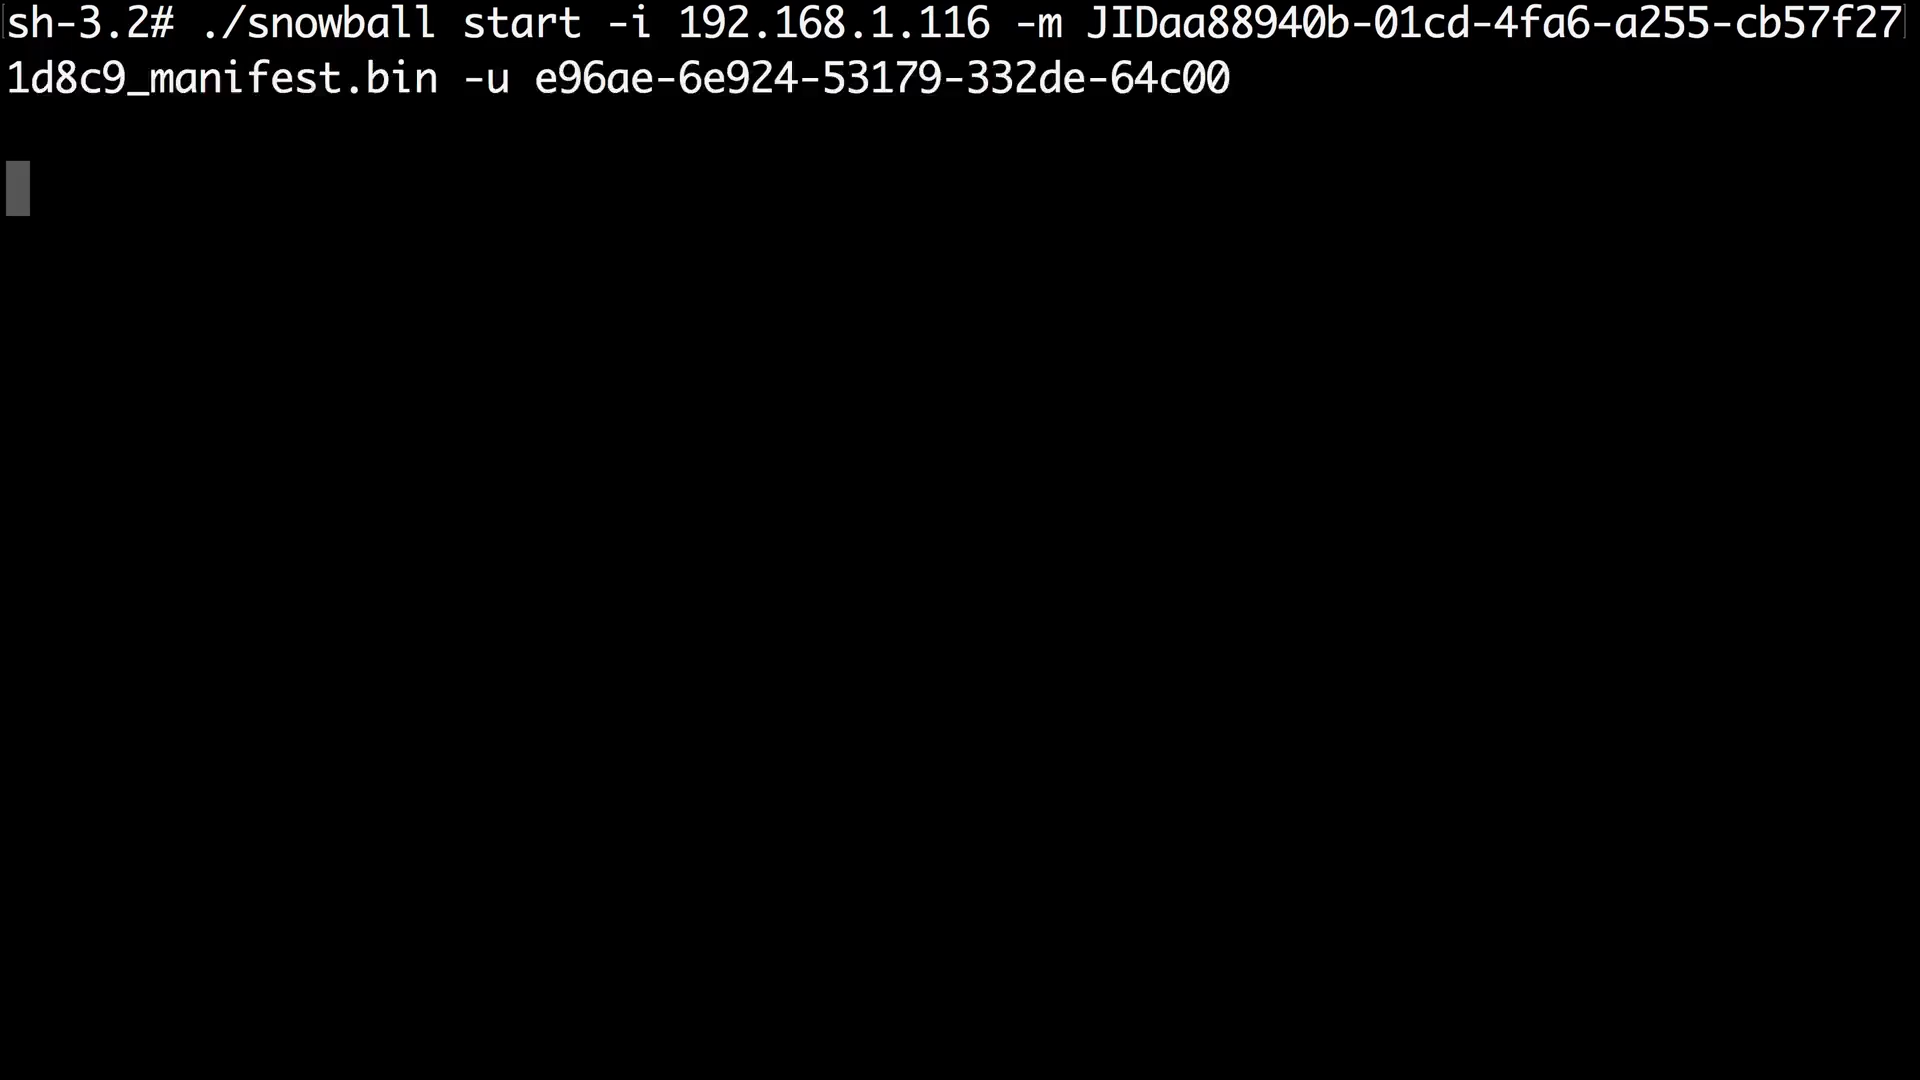 sh-3.2# ./snowball start -i 192.168.1.116 -m JIDaa88940b-01cd-4fa6-a255-cb57f27
1d8c9_manifest.bin -u e96ae-6e924-53179-332de-64c00